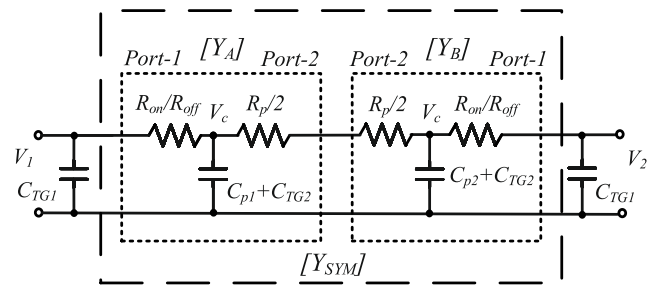 [Y_A] [Y_B]
Port-1 Port-2 Port-2 Port-1
R_on/R_off V_c R_p/2 R_p/2 V_c R_on/R_off
V_1 V_2
C_TG1 C_p1+C_TG2 C_p2+C_TG2 C_TG1
[Y_SYM]